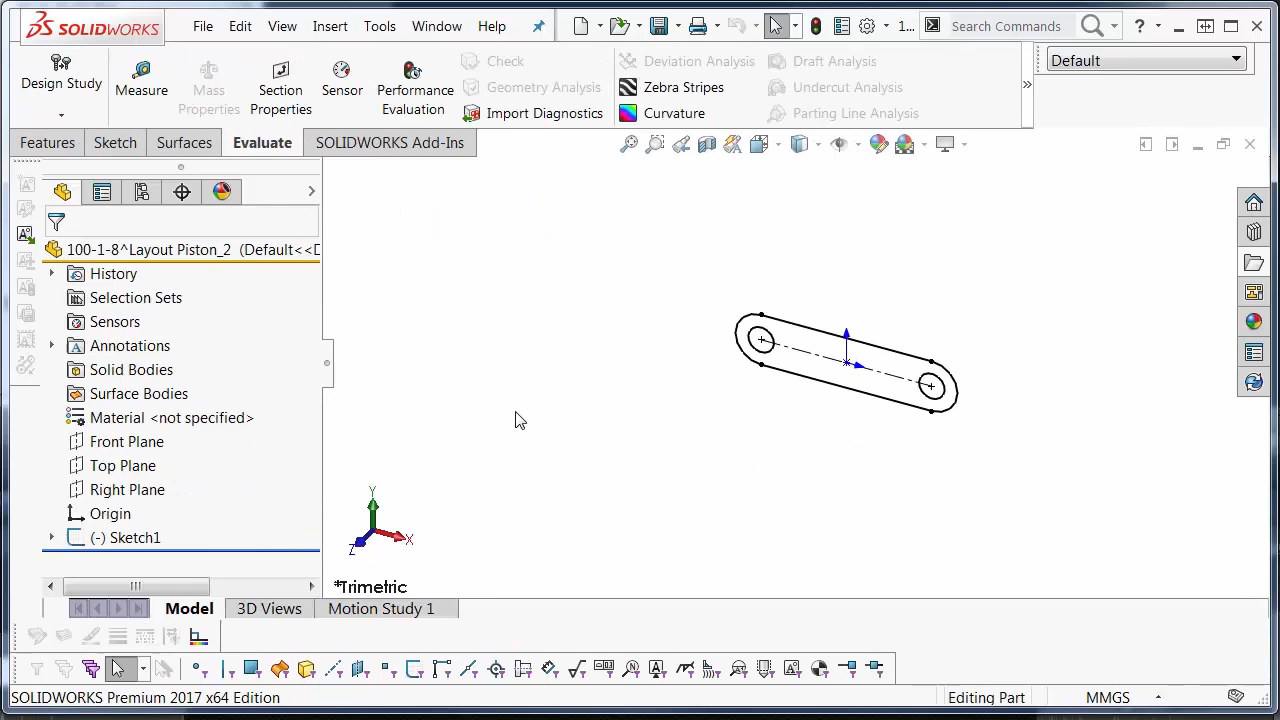 SOLIDWORKS File Edit View Insert Tools Window Help 1... Search Commands ?
Design Study Measure Mass Properties Section Properties Sensor Performance Evaluation
Check
Geometry Analysis
Import Diagnostics
Deviation Analysis
Zebra Stripes
Curvature
Draft Analysis
Undercut Analysis
Parting Line Analysis
Default
Features Sketch Surfaces Evaluate SOLIDWORKS Add-Ins
100-1-8^Layout Piston_2 (Default<<D
History
Selection Sets
Sensors
Annotations
Solid Bodies
Surface Bodies
Material <not specified>
Front Plane
Top Plane
Right Plane
Origin
(-) Sketch1
Y
X
Z
*Trimetric
Model 3D Views Motion Study 1
SOLIDWORKS Premium 2017 x64 Edition Editing Part MMGS